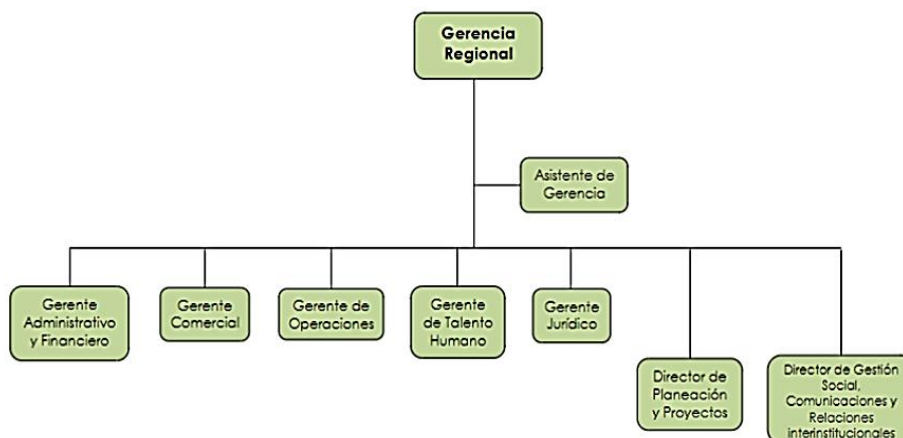 Gerencia
Regional
Asistente de
Gerencia
Gerente
Administrativo
y Financiero
Gerente
Comercial
Gerente de
Operaciones
Gerente
de Talento
Humano
Gerente
Jurídico
Director de
Planeación
y Proyectos
Director de Gestión
Social,
Comunicaciones y
Relaciones
interinstitucionales